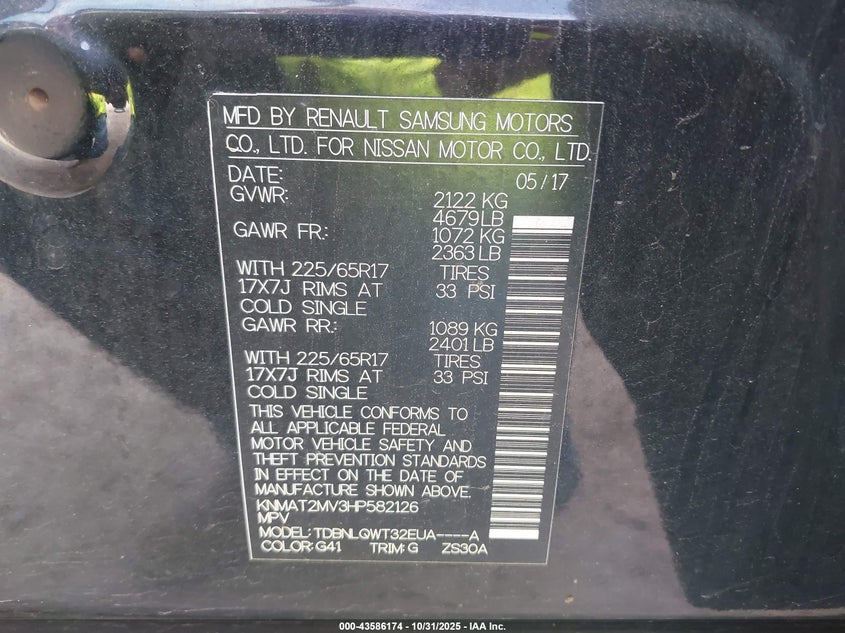 MFD BY RENAULT SAMSUNG MOTORS
CO., LTD. FOR NISSAN MOTOR CO., LTD.
DATE: 05/17
GVWR: 2122 KG
4679 LB
GAWR FR.: 1072 KG
2363 LB
WITH 225/65R17 TIRES
17X7J RIMS AT 33 PSI
COLD SINGLE
GAWR RR.: 1089 KG
2401 LB
WITH 225/65R17 TIRES
17X7J RIMS AT 33 PSI
COLD SINGLE
THIS VEHICLE CONFORMS TO
ALL APPLICABLE FEDERAL
MOTOR VEHICLE SAFETY AND
THEFT PREVENTION STANDARDS
IN EFFECT ON THE DATE OF
MANUFACTURE SHOWN ABOVE.
KNMAT2MV3HP582126
MPV
MODEL: TDBNLQWT32EUA----A
COLOR: G41 TRIM: G ZS30A
000-43586174 - 10/31/2025 - IAA Inc.